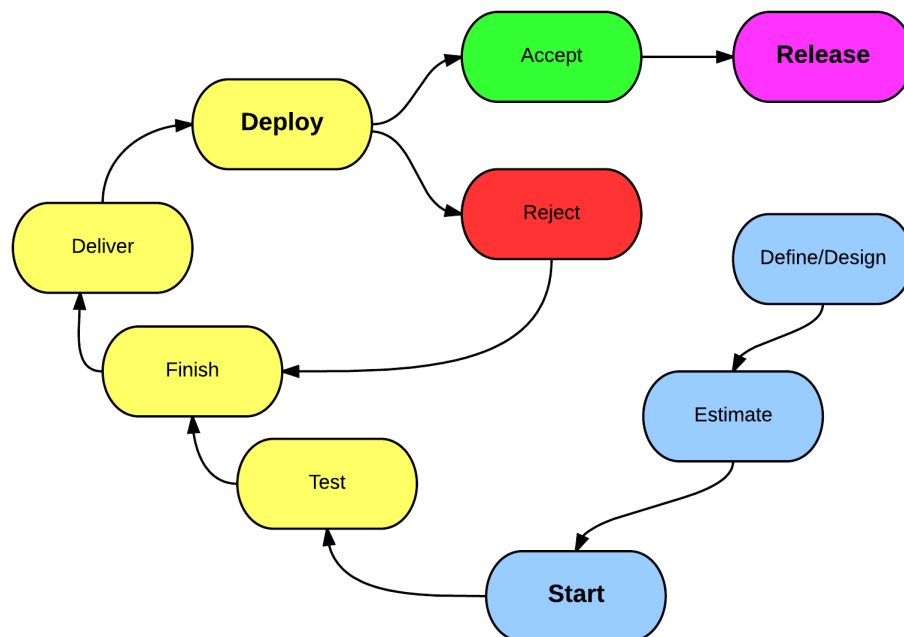 Accept
Release
Deploy
Reject
Deliver
Define/Design
Finish
Estimate
Test
Start